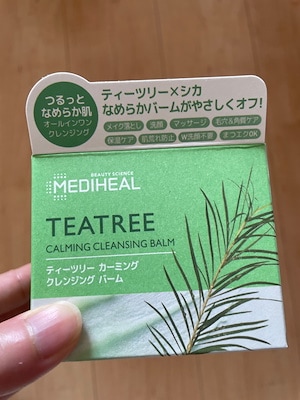 つるっと
なめらか肌
オールインワン
クレンジング
ティーツリー×シカ
なめらかバームがやさしくオフ!
メイク落とし 洗顔 マッサージ 毛穴&角質ケア
保湿ケア 肌荒れ防止 W洗顔不要 まつエクOK
BEAUTY SCIENCE
MEDIHEAL
TEATREE
CALMING CLEANSING BALM
ティーツリー カーミング
クレンジング バーム